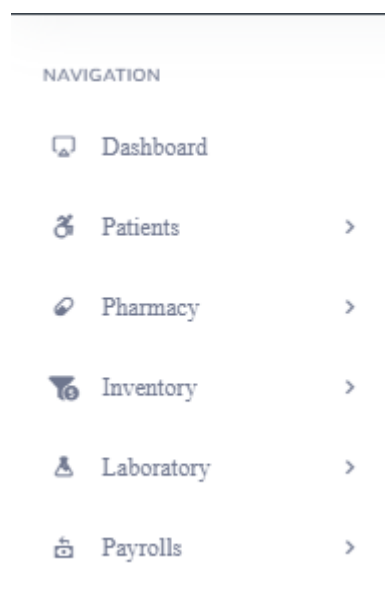 NAVIGATION
Dashboard
Patients
Pharmacy
Inventory
Laboratory
Payrolls